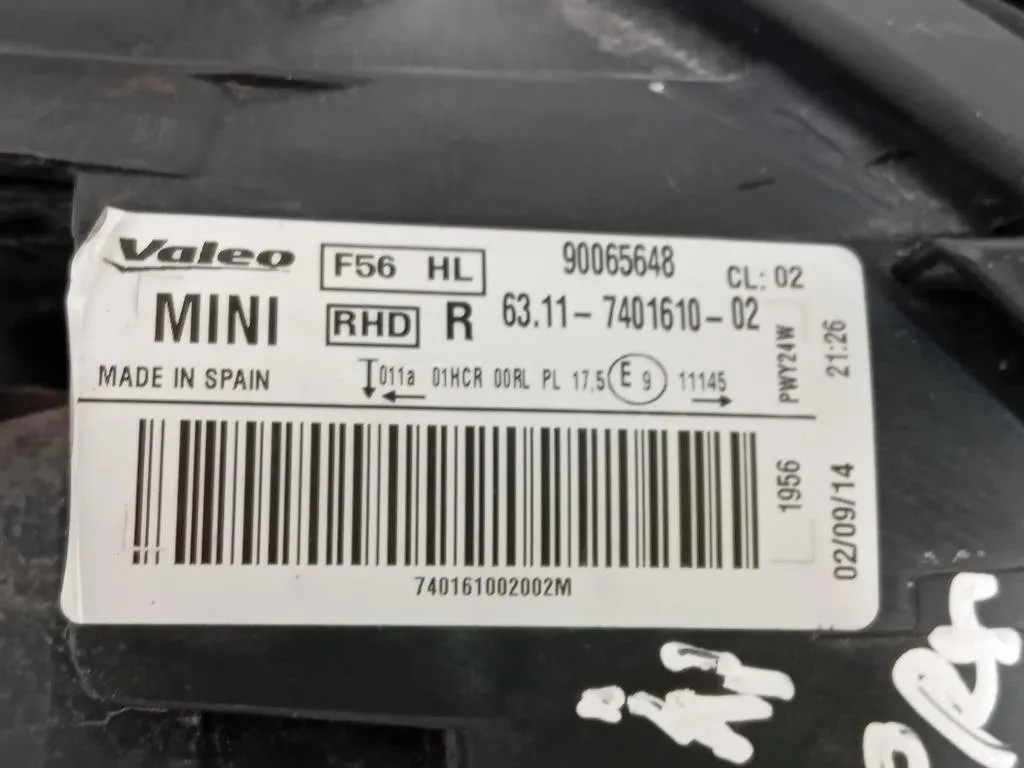 Valeo F56 HL 90065648 CL: 02
MINI RHD R 63.11-7401610-02
MADE IN SPAIN 011a 01HCR 00RL PL 17,5 E 9 11145
PWY24W 21:26
1956 02/09/14
740161002002M